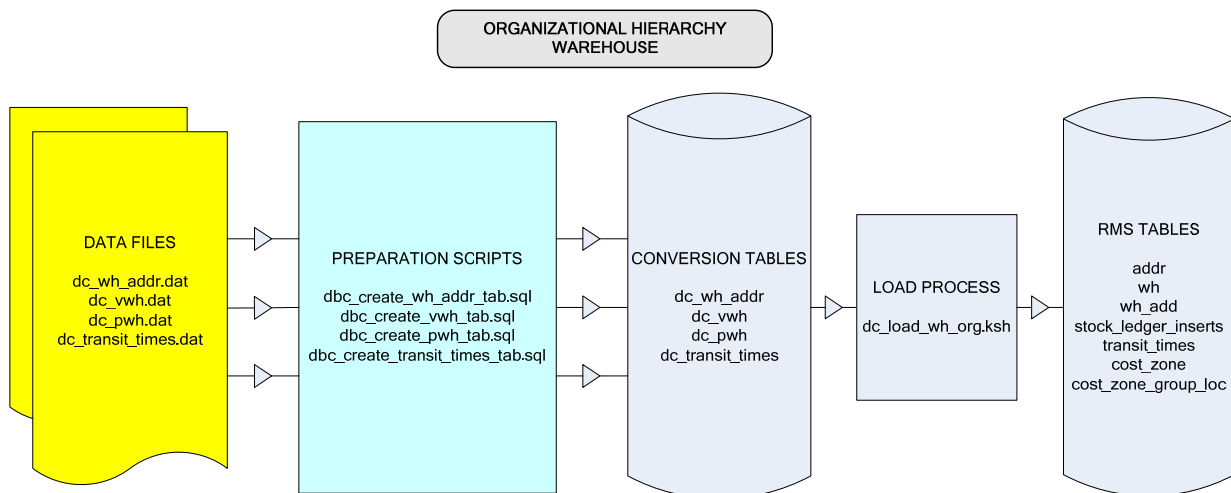 ORGANIZATIONAL HIERARCHY
WAREHOUSE
DATA FILES
dc_wh_addr.dat
dc_vwh.dat
dc_pwh.dat
dc_transit_times.dat
PREPARATION SCRIPTS
dbc_create_wh_addr_tab.sql
dbc_create_vwh_tab.sql
dbc_create_pwh_tab.sql
dbc_create_transit_times_tab.sql
CONVERSION TABLES
dc_wh_addr
dc_vwh
dc_pwh
dc_transit_times
LOAD PROCESS
dc_load_wh_org.ksh
RMS TABLES
addr
wh
wh_add
stock_ledger_inserts
transit_times
cost_zone
cost_zone_group_loc